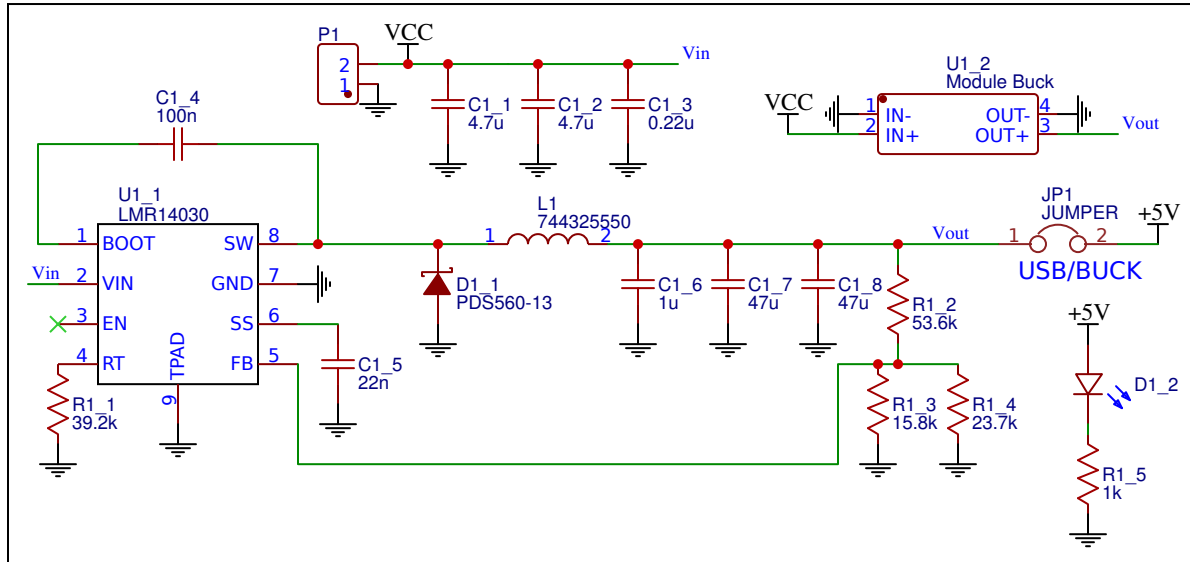 P1
VCC
2
1
Vin
C1_1
4.7u
C1_2
4.7u
C1_3
0.22u
U1_2
Module Buck
VCC
1
IN-
OUT-
4
2
IN+
OUT+
3
Vout
C1_4
100n
U1_1
LMR14030
1
BOOT
SW
8
Vin
2
VIN
GND
7
3
EN
SS
6
4
RT
FB
5
TPAD
9
R1_1
39.2k
C1_5
22n
D1_1
PDS560-13
L1
744325550
1
2
C1_6
1u
C1_7
47u
C1_8
47u
Vout
R1_2
53.6k
R1_3
15.8k
R1_4
23.7k
JP1
JUMPER
1
2
+5V
USB/BUCK
+5V
D1_2
R1_5
1k